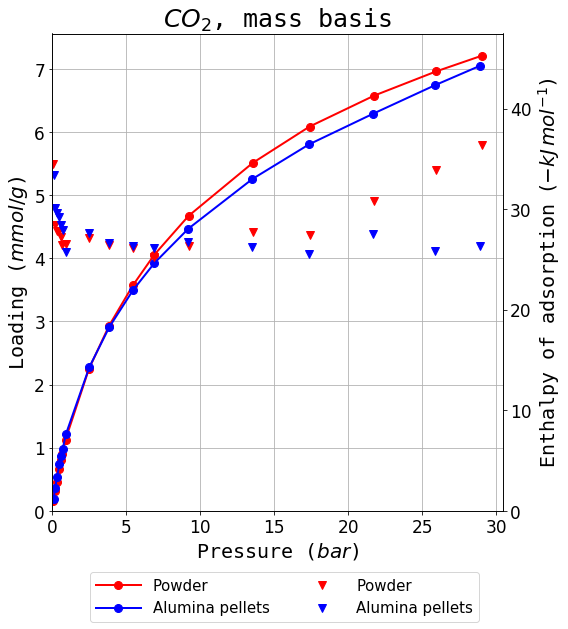 CO₂, mass basis
Loading (mmol/g)
Enthalpy of adsorption (−kJ mol⁻¹)
7
6
5
4
3
2
1
0
40
30
20
10
0
0 5 10 15 20 25 30
Pressure (bar)
Powder Powder
Alumina pellets Alumina pellets